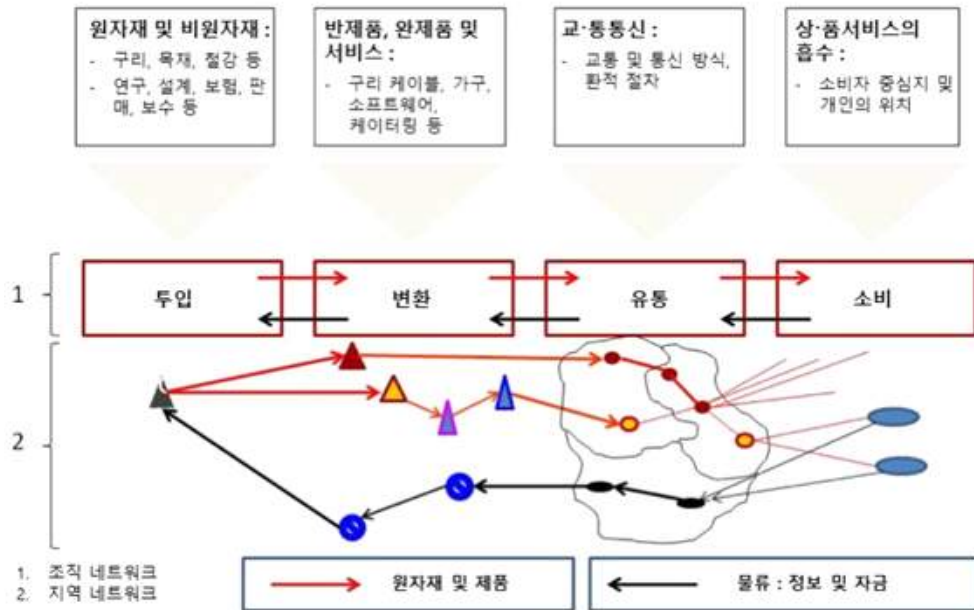 원자재 및 비원자재 :
- 구리, 목재, 철강 등
- 연구, 설계, 보험, 판
매, 보수 등
반제품, 완제품 및
서비스 :
- 구리 케이블, 가구,
소프트웨어,
케이터링 등
교·통통신 :
- 교통 및 통신 방식,
환적 절차
상·품서비스의
흡수 :
- 소비자 중심지 및
개인의 위치
1
투입
변환
유통
소비
2
1. 조직 네트워크
2. 지역 네트워크
원자재 및 제품
물류 : 정보 및 자금